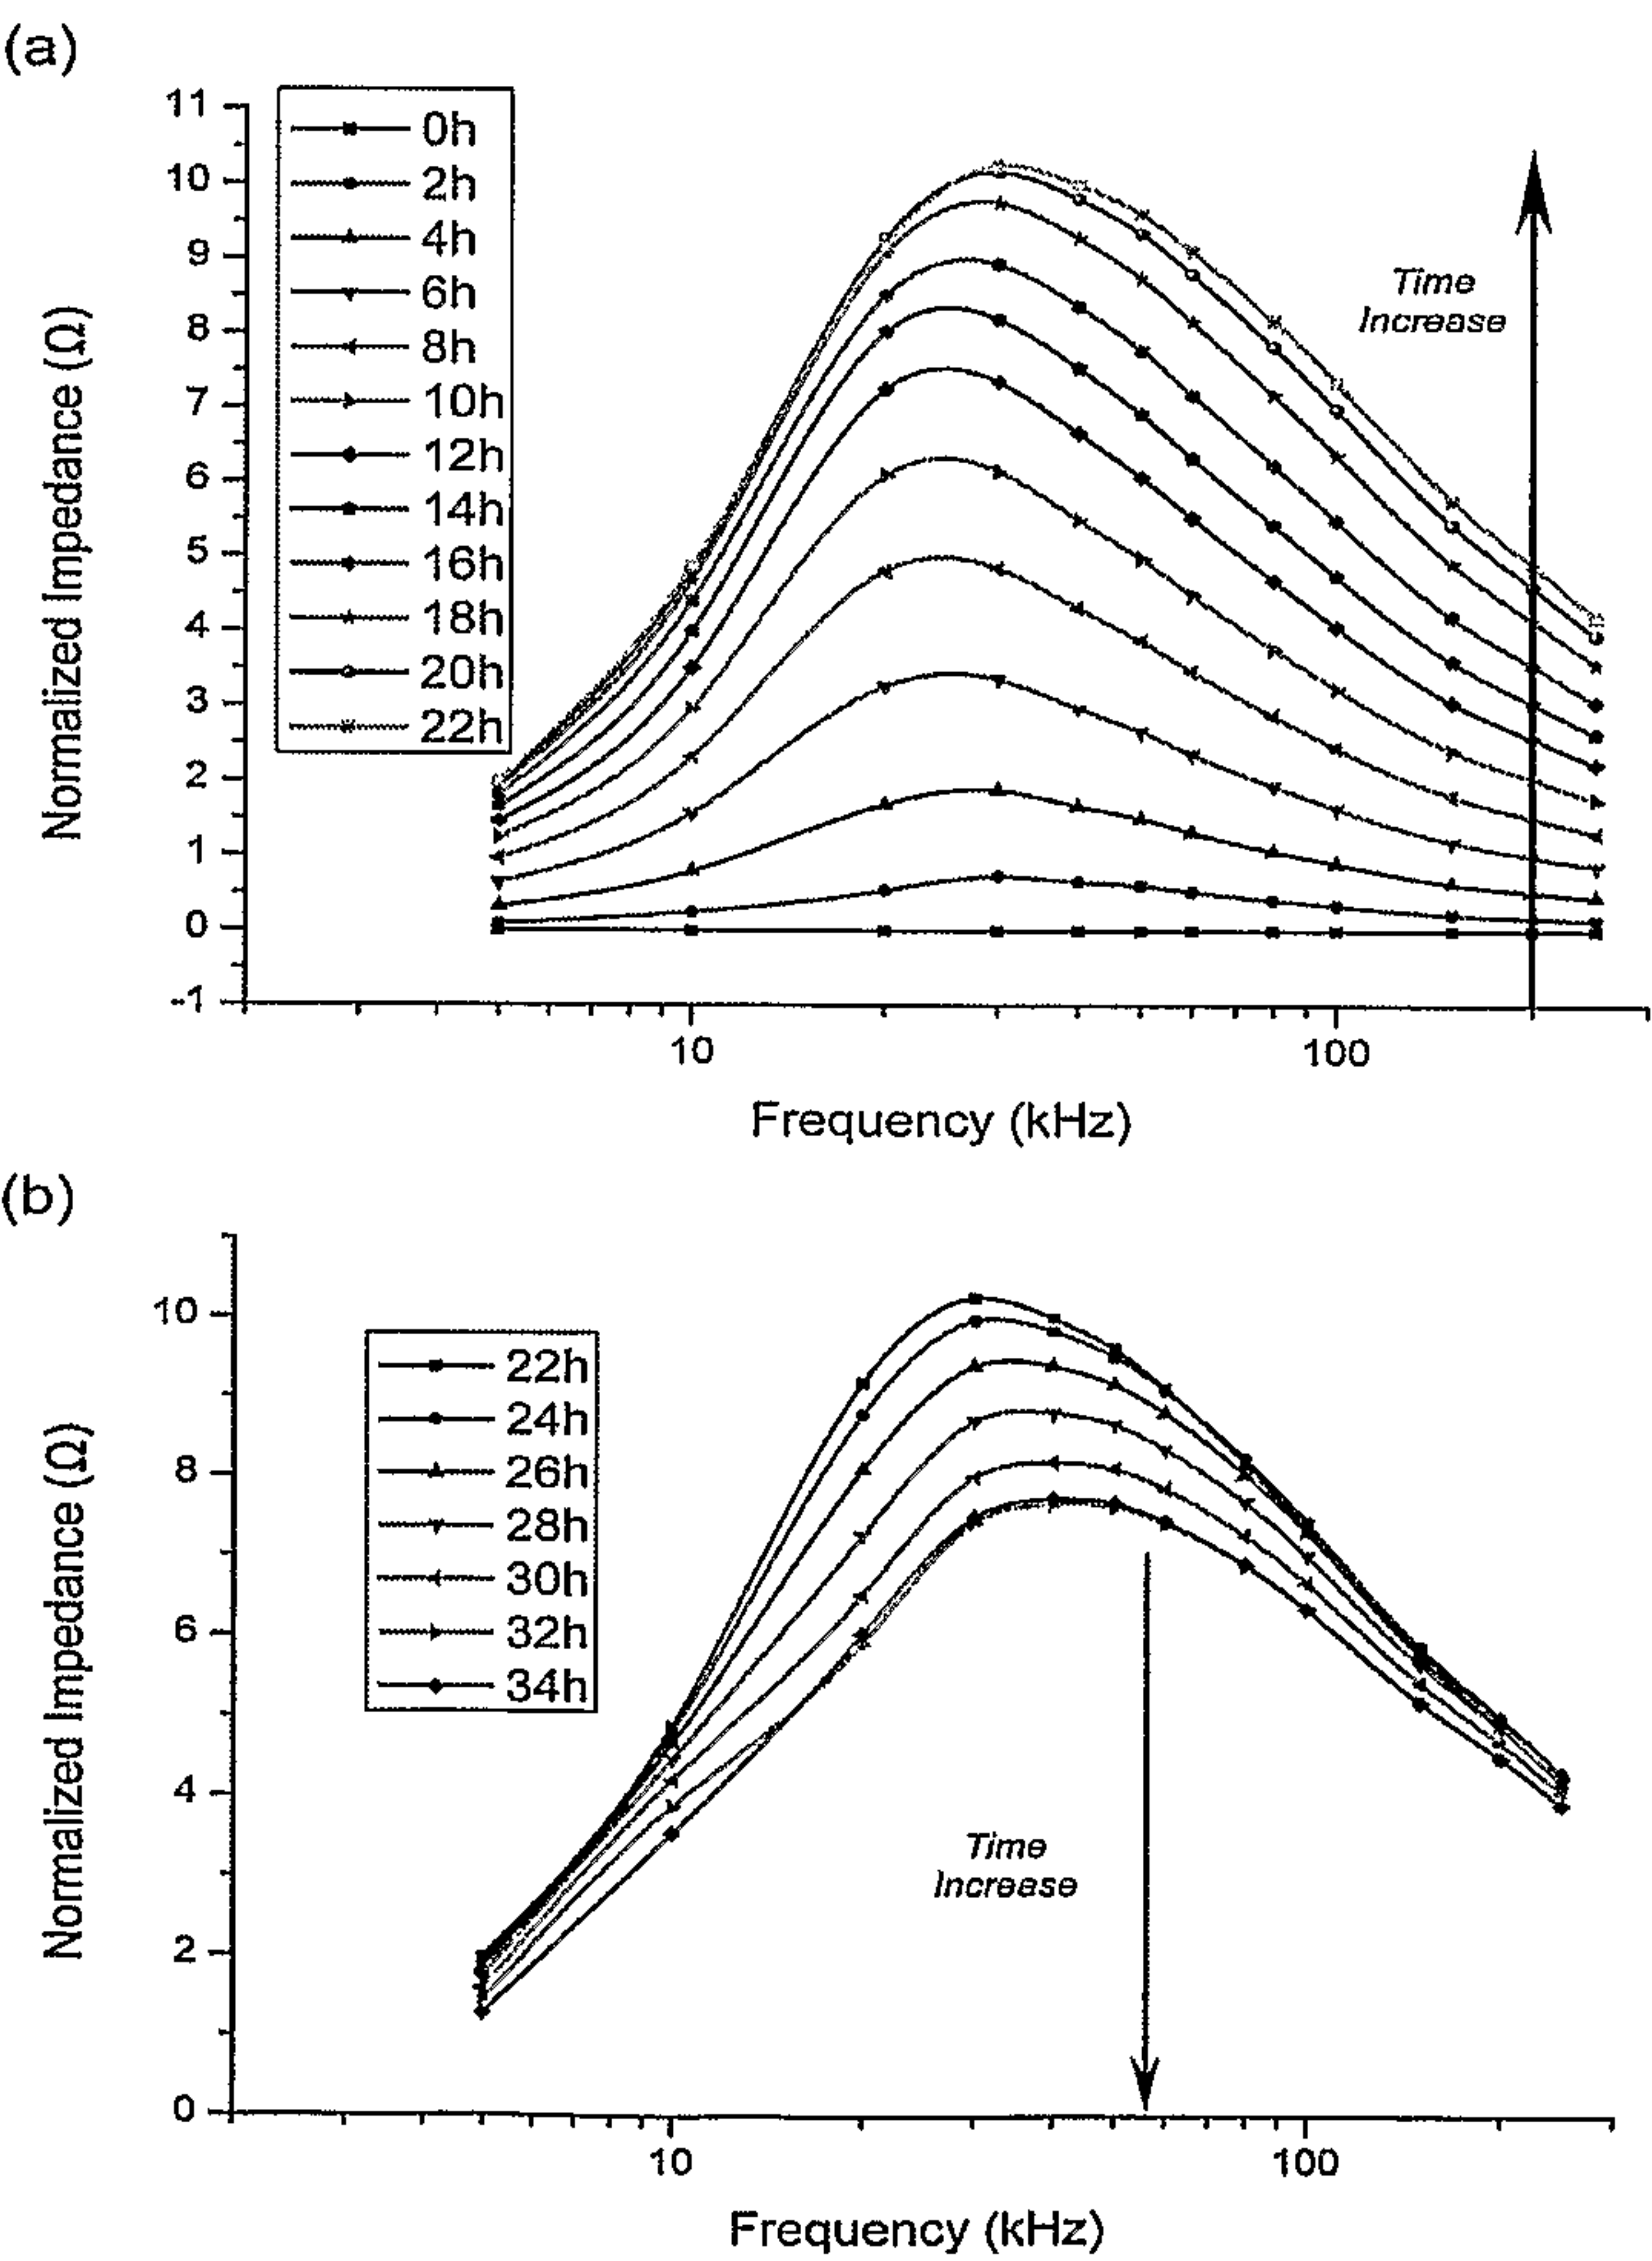 (a)
11
10
9
8
7
6
5
4
3
2
1
0
-1
Normalized Impedance (Ω)
0h
2h
4h
6h
8h
10h
12h
14h
16h
18h
20h
22h
Time
Increase
10
100
Frequency (kHz)
(b)
10
8
6
4
2
0
Normalized Impedance (Ω)
22h
24h
26h
28h
30h
32h
34h
Time
Increase
10
100
Frequency (kHz)